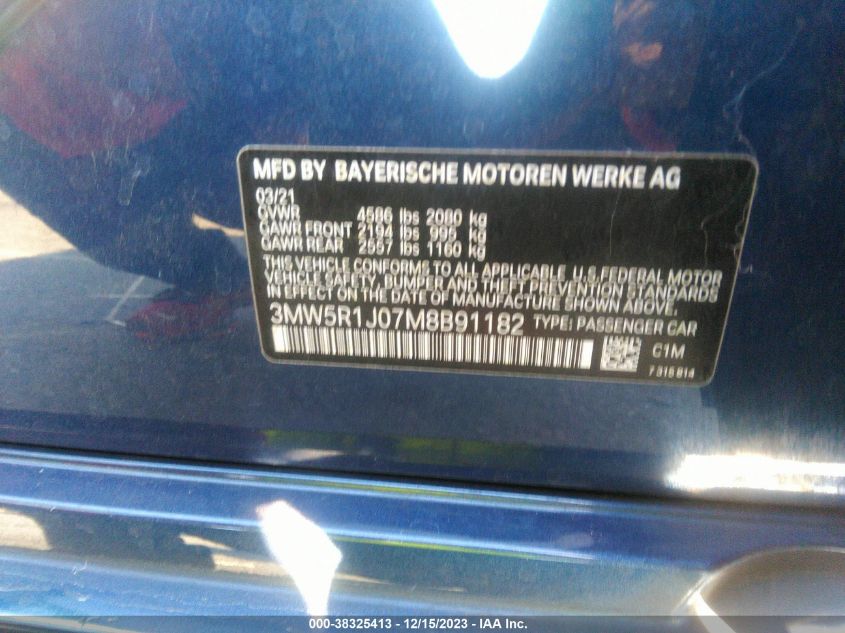 MFD BY BAYERISCHE MOTOREN WERKE AG
03/21
GVWR 4586 lbs 2080 kg
GAWR FRONT 2194 lbs 995 kg
GAWR REAR 2557 lbs 1160 kg
THIS VEHICLE CONFORMS TO ALL APPLICABLE U.S.FEDERAL MOTOR
VEHICLE SAFETY, BUMPER AND THEFT PREVENTION STANDARDS
IN EFFECT ON THE DATE OF MANUFACTURE SHOWN ABOVE.
3MW5R1J07M8B91182 TYPE: PASSENGER CAR
C1M
7 315 814
000-38325413 - 12/15/2023 - IAA Inc.